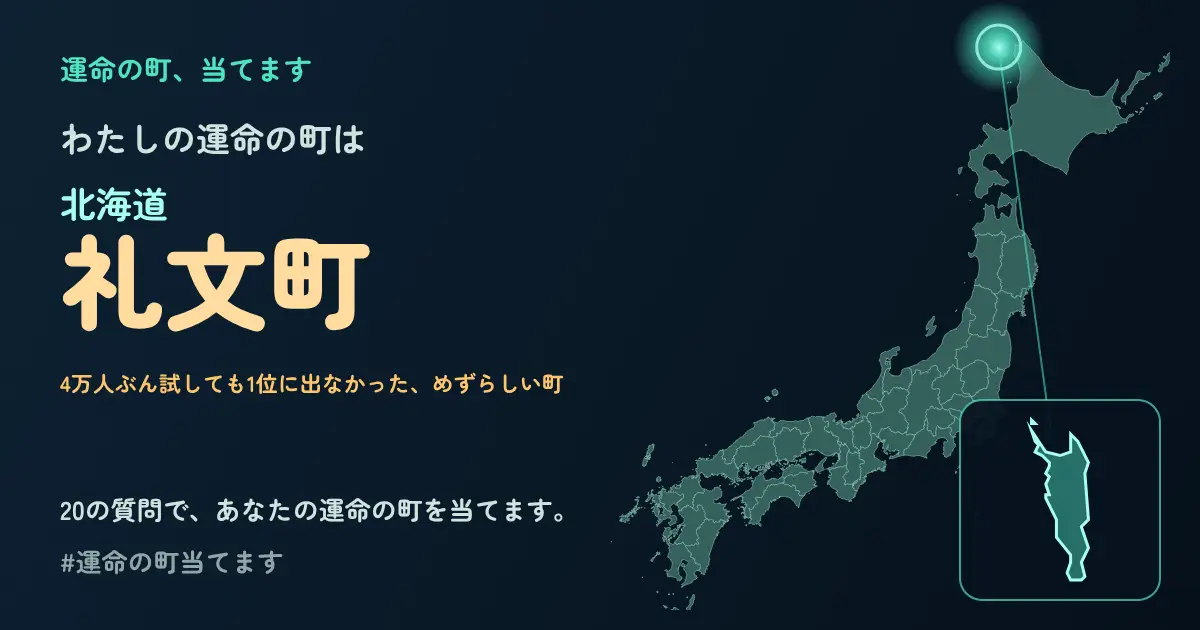 運命の町、当てます
わたしの運命の町は
北海道
礼文町
4万人ぶん試しても1位に出なかった、めずらしい町
20の質問で、あなたの運命の町を当てます。
#運命の町当てます